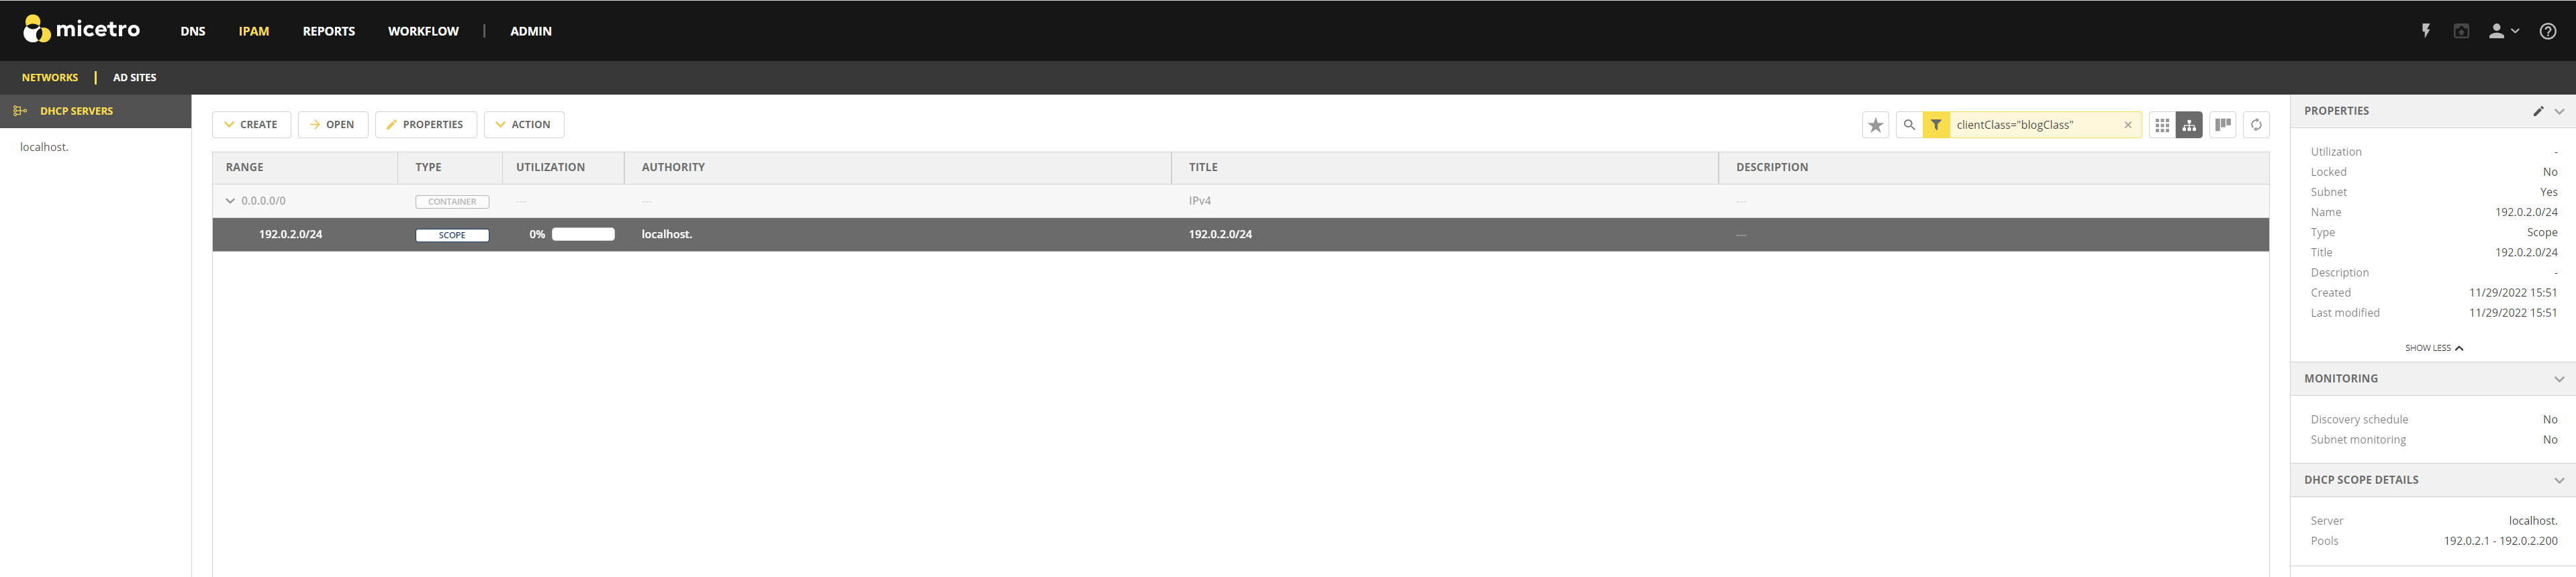 micetro DNS IPAM REPORTS WORKFLOW | ADMIN
NETWORKS | AD SITES
DHCP SERVERS
localhost.
CREATE OPEN PROPERTIES ACTION
clientClass="blogClass"
RANGE TYPE UTILIZATION AUTHORITY TITLE DESCRIPTION
0.0.0.0/0 CONTAINER --- --- IPv4 ---
192.0.2.0/24 SCOPE 0% localhost. 192.0.2.0/24 ---
PROPERTIES
Utilization -
Locked No
Subnet Yes
Name 192.0.2.0/24
Type Scope
Title 192.0.2.0/24
Description -
Created 11/29/2022 15:51
Last modified 11/29/2022 15:51
SHOW LESS
MONITORING
Discovery schedule No
Subnet monitoring No
DHCP SCOPE DETAILS
Server localhost.
Pools 192.0.2.1 - 192.0.2.200